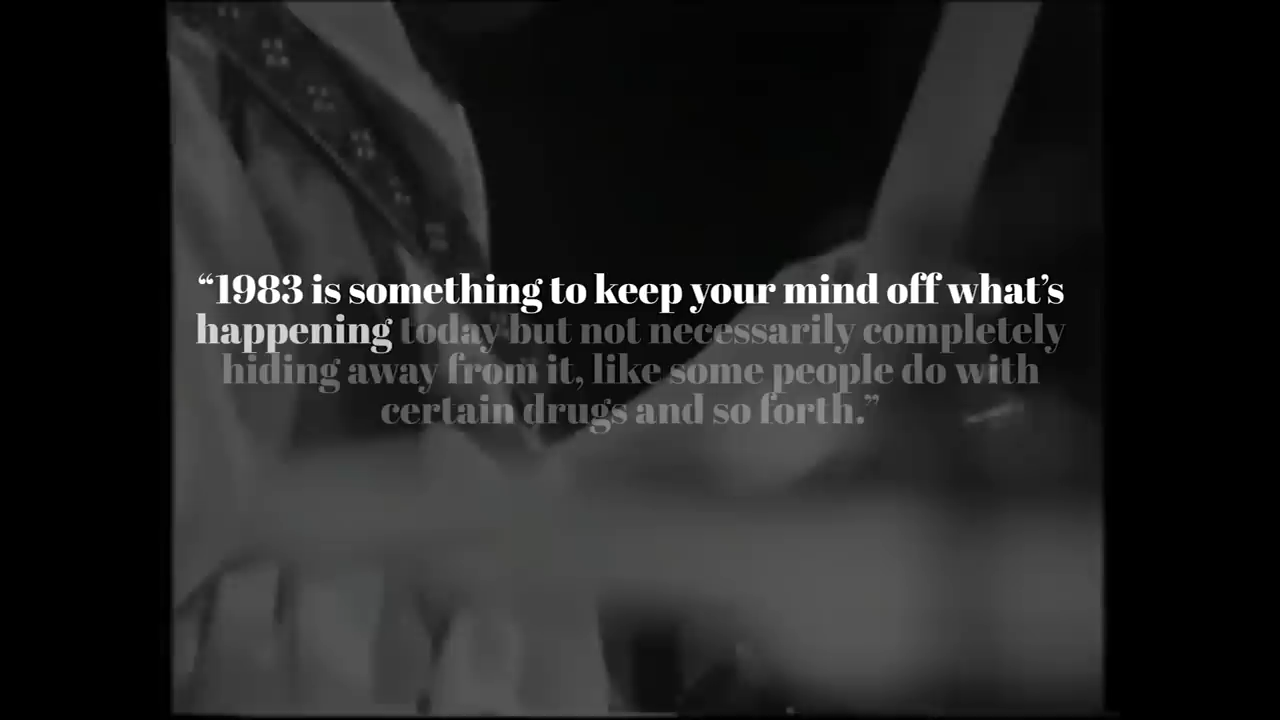 “1983 is something to keep your mind off what’s
happening today but not necessarily completely
hiding away from it, like some people do with
certain drugs and so forth.”